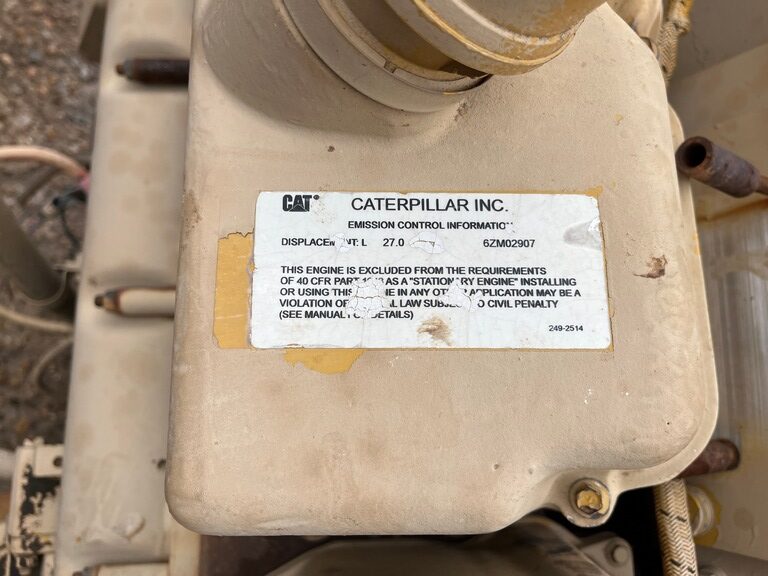 CAT® CATERPILLAR INC.
EMISSION CONTROL INFORMATION
DISPLACEMENT: L 27.0 6ZM02907
THIS ENGINE IS EXCLUDED FROM THE REQUIREMENTS
OF 40 CFR PART AS A "STATIONARY ENGINE" INSTALLING
OR USING THIS IN ANY OTHER APPLICATION MAY BE A
VIOLATION OF LAW SUBJECT TO CIVIL PENALTY
(SEE MANUAL FOR DETAILS)
249-2514